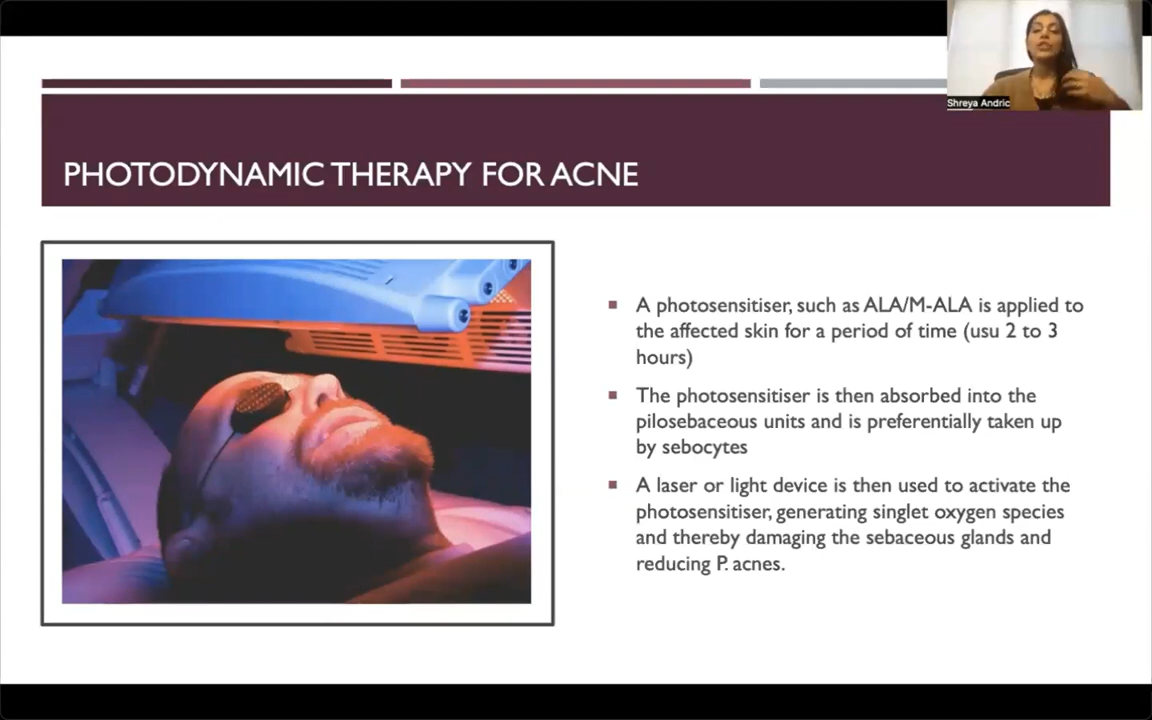 Shreya Andric
PHOTODYNAMIC THERAPY FOR ACNE
A photosensitiser, such as ALA/M-ALA is applied to
the affected skin for a period of time (usu 2 to 3
hours)
The photosensitiser is then absorbed into the
pilosebaceous units and is preferentially taken up
by sebocytes
A laser or light device is then used to activate the
photosensitiser, generating singlet oxygen species
and thereby damaging the sebaceous glands and
reducing P. acnes.